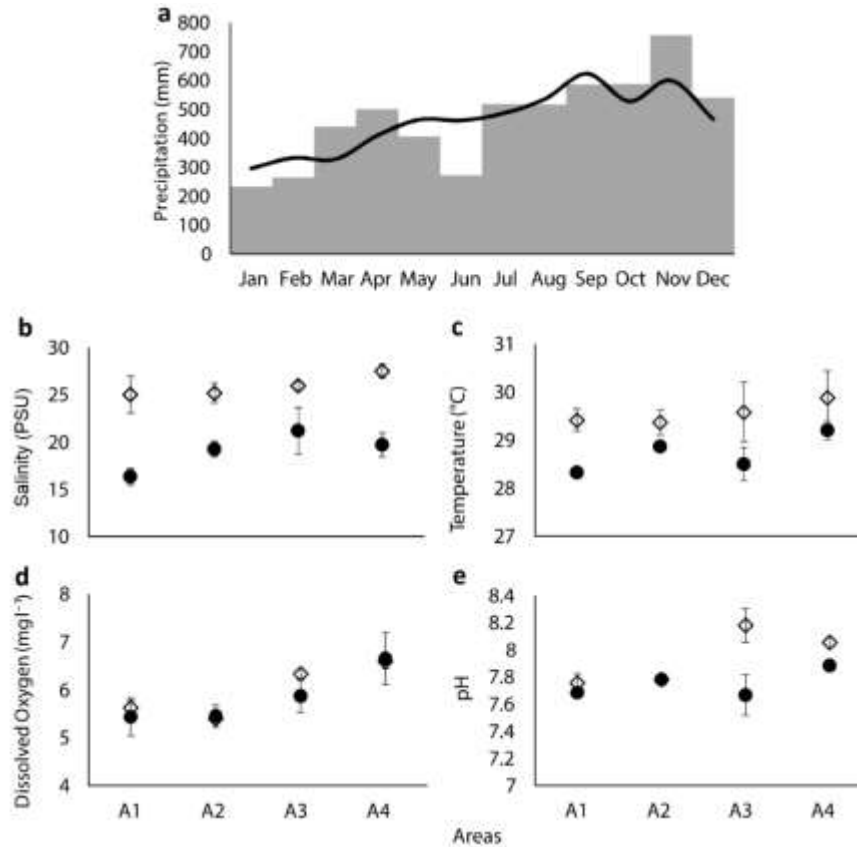 a
Precipitation (mm)
800
700
600
500
400
300
200
100
0
Jan Feb Mar Apr May Jun Jul Aug Sep Oct Nov Dec
b
Salinity (PSU)
30
25
20
15
10
c
Temperature (°C)
31
30
29
28
27
d
Dissolved Oxygen (mgl⁻¹)
8
7
6
5
4
A1 A2 A3 A4
e
pH
8.4
8.2
8
7.8
7.6
7.4
7.2
7
A1 A2 A3 A4
Areas